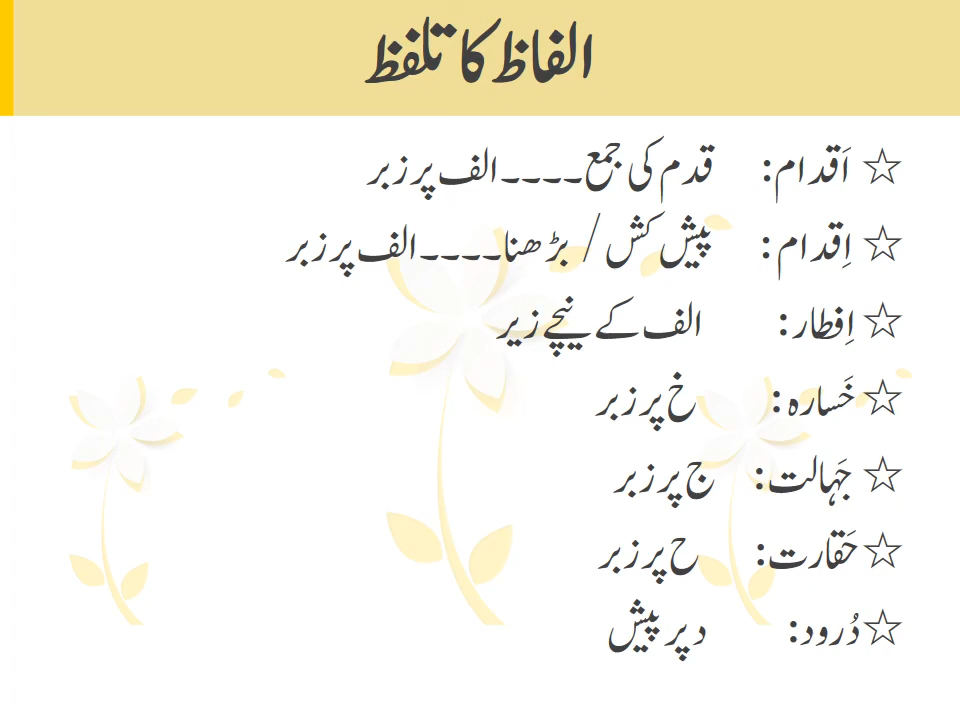 الفاظ کا تلفظ
☆ اَقدام: قدم کی جمع۔۔۔۔الف پر زبر
☆ اِقدام: پیش کش / بڑھنا۔۔۔۔الف پر زبر
☆ اِفطار: الف کے نیچے زیر
☆ خَسارہ: خ پر زبر
☆ جَہالت: ج پر زبر
☆ حَقارت: ح پر زبر
☆ دُرود: د پر پیش